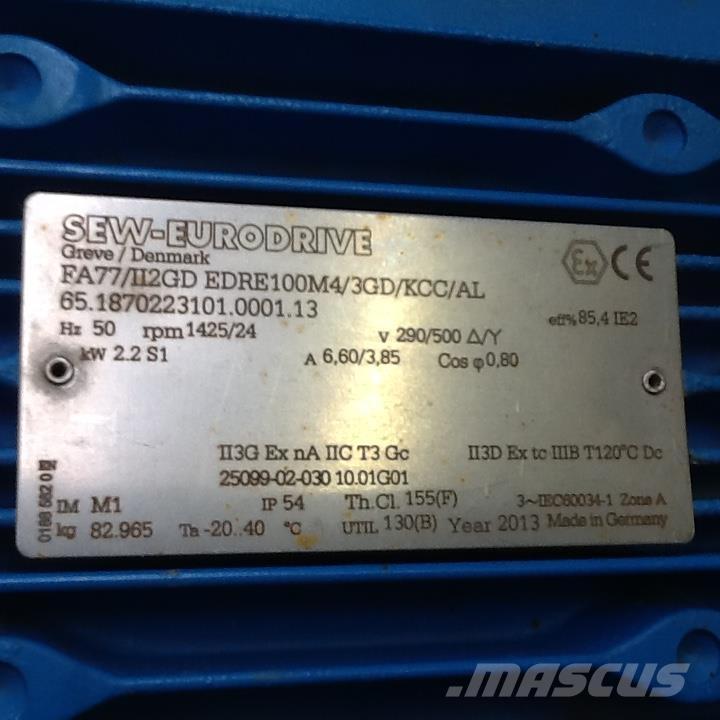 SEW-EURODRIVE
Greve / Denmark
FA77/II2GD EDRE100M4/3GD/KCC/AL
65.1870223101.0001.13
Ex CE
Hz 50 rpm 1425/24 V 290/500 Δ/Y eff% 85,4 IE2
kW 2.2 S1 A 6,60/3,85 Cos φ 0,80
II3G Ex nA IIC T3 Gc II3D Ex tc IIIB T120°C Dc
25099-02-030 10.01G01
IM M1 IP 54 Th.Cl. 155(F) 3~IEC60034-1 Zone A
kg 82.965 Ta -20..40 °C UTIL 130(B) Year 2013 Made in Germany
0188 582 0 EN
MASCUS